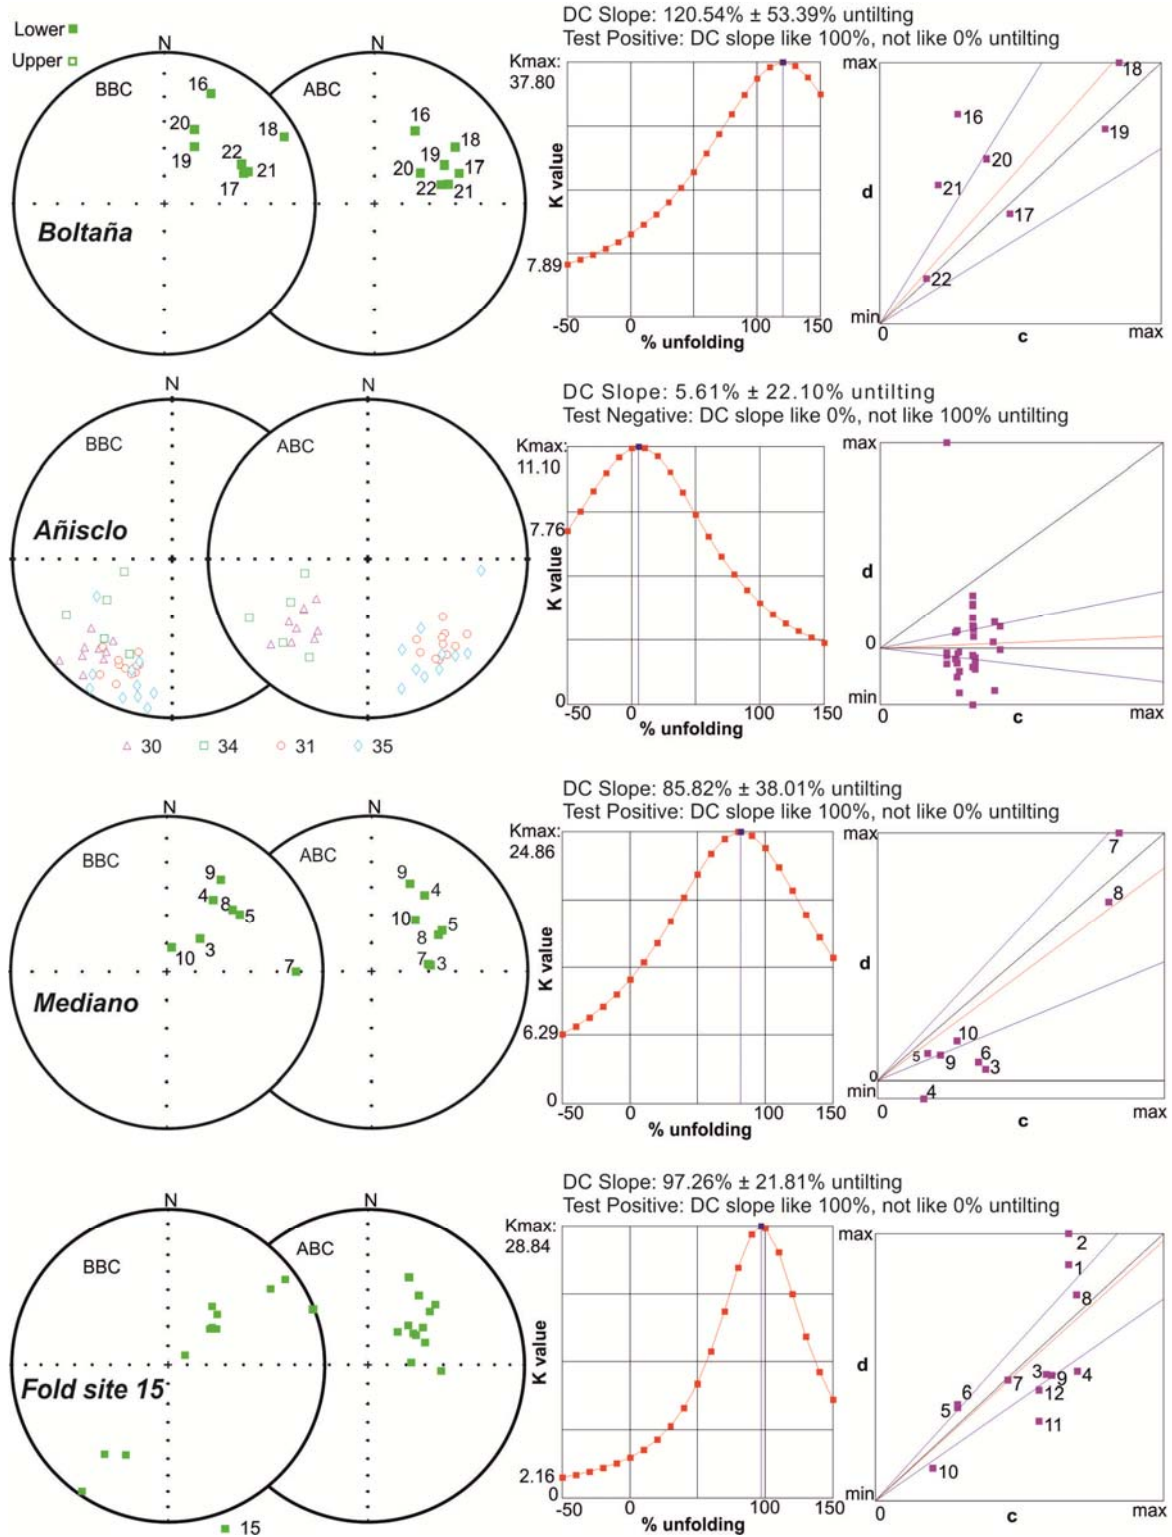 Lower
Upper
N
BBC
16
20
19
18
22
21
17
Boltaña
N
ABC
16
18
19
17
20
22
21
DC Slope: 120.54% ± 53.39% untilting
Test Positive: DC slope like 100%, not like 0% untilting
Kmax:
37.80
K value
7.89
-50
0
100
150
% unfolding
max
18
16
19
20
d
21
17
22
min
0
c
max
N
BBC
Añisclo
N
ABC
30
34
31
35
DC Slope: 5.61% ± 22.10% untilting
Test Negative: DC slope like 0%, not like 100% untilting
Kmax:
11.10
7.76
K value
0
-50
0
100
150
% unfolding
max
d
0
min
0
c
max
N
BBC
9
4
8
5
3
10
7
Mediano
N
ABC
9
4
10
5
8
7
3
DC Slope: 85.82% ± 38.01% untilting
Test Positive: DC slope like 100%, not like 0% untilting
Kmax:
24.86
K value
6.29
0
-50
0
100
150
% unfolding
max
7
8
d
10
5
9
6
3
0
min
4
0
c
max
N
BBC
Fold site 15
N
ABC
15
DC Slope: 97.26% ± 21.81% untilting
Test Positive: DC slope like 100%, not like 0% untilting
Kmax:
28.84
K value
2.16
0
-50
0
100
150
% unfolding
max
2
1
8
d
3
9
4
7
12
6
5
11
10
min
0
c
max